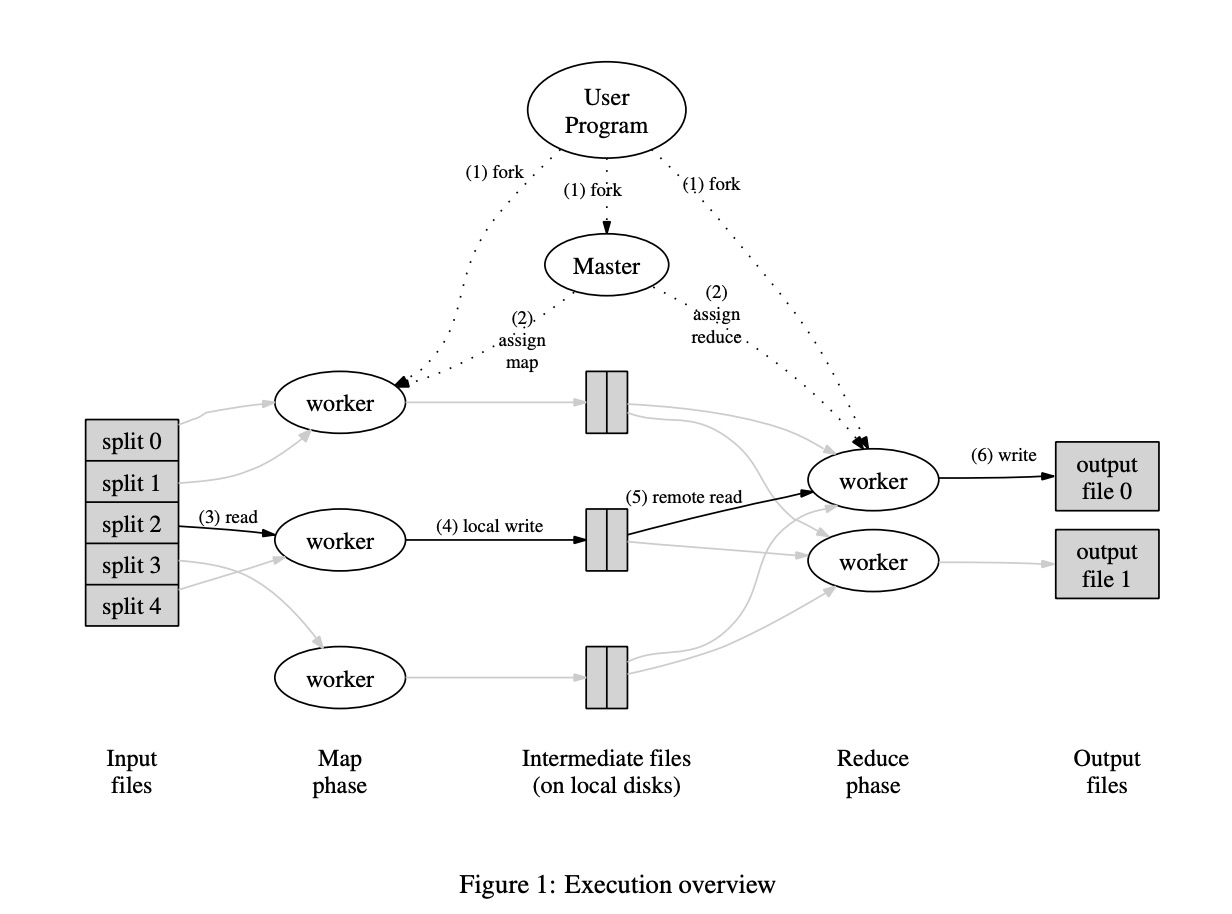 User
Program
(1) fork
(1) fork
(1) fork
Master
(2)
assign
map
(2)
assign
reduce
worker
split 0
split 1
split 2
split 3
split 4
(3) read
worker
(4) local write
(5) remote read
worker
(6) write
output
file 0
worker
output
file 1
worker
Input
files
Map
phase
Intermediate files
(on local disks)
Reduce
phase
Output
files
Figure 1: Execution overview